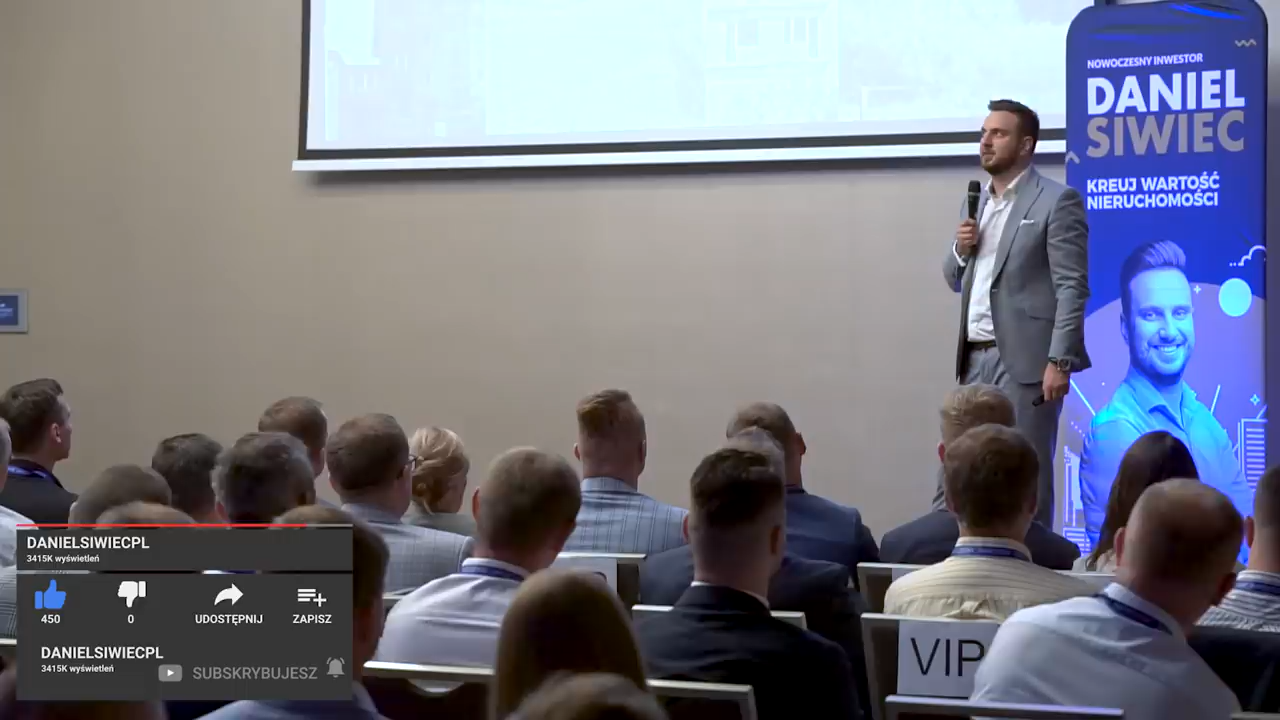 NOWOCZESNY INWESTOR
DANIEL
SIWIEC
KREUJ WARTOŚĆ
NIERUCHOMOŚCI
VIP
DANIELSIWIECPL
3415K wyświetleń
450
0
UDOSTĘPNIJ
ZAPISZ
DANIELSIWIECPL
3415K wyświetleń
SUBSKRYBUJESZ